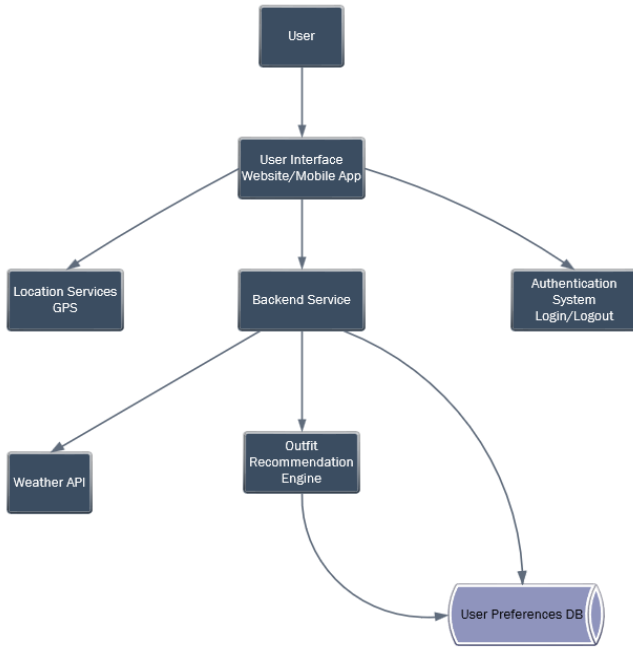 User
User Interface
Website/Mobile App
Location Services
GPS
Backend Service
Authentication
System
Login/Logout
Weather API
Outfit
Recommendation
Engine
User Preferences DB